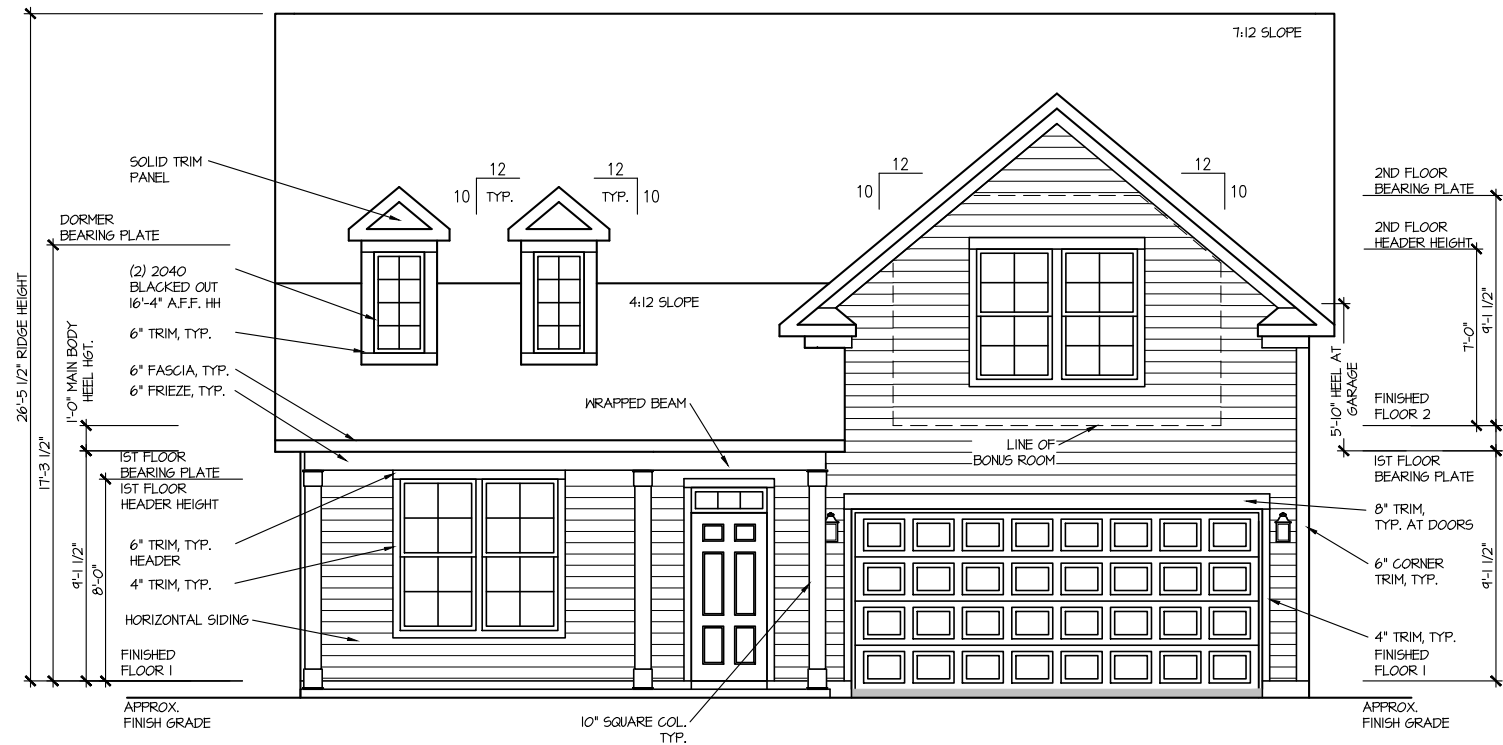 7:12 SLOPE
SOLID TRIM
PANEL
12
10
TYP.
12
TYP.
10
12
10
12
10
2ND FLOOR
BEARING PLATE
DORMER
BEARING PLATE
2ND FLOOR
HEADER HEIGHT
(2) 2040
BLACKED OUT
16'-4" A.F.F. HH
4:12 SLOPE
6" TRIM, TYP.
26'-5 1/2" RIDGE HEIGHT
17'-3 1/2"
1'-0" MAIN BODY
HEEL HGT.
6" FASCIA, TYP.
6" FRIEZE, TYP.
WRAPPED BEAM
LINE OF
BONUS ROOM
5'-10" HEEL AT
GARAGE
7'-0"
9'-1 1/2"
FINISHED
FLOOR 2
1ST FLOOR
BEARING PLATE
1ST FLOOR
HEADER HEIGHT
1ST FLOOR
BEARING PLATE
8" TRIM,
TYP. AT DOORS
6" TRIM, TYP.
HEADER
4" TRIM, TYP.
9'-1 1/2"
8'-0"
6" CORNER
TRIM, TYP.
9'-1 1/2"
HORIZONTAL SIDING
4" TRIM, TYP.
FINISHED
FLOOR 1
FINISHED
FLOOR 1
APPROX.
FINISH GRADE
10" SQUARE COL.
TYP.
APPROX.
FINISH GRADE